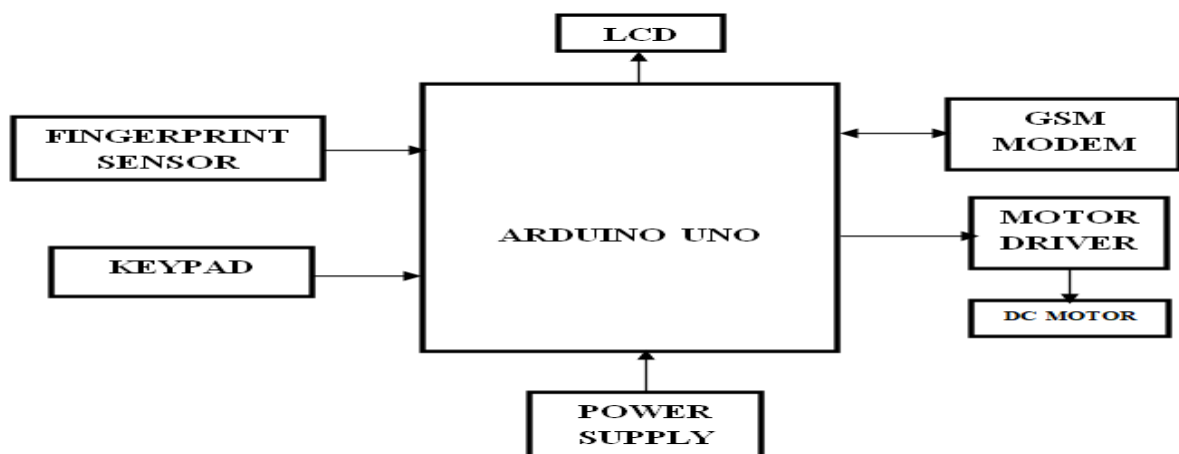 LCD
FINGERPRINT
SENSOR
GSM
MODEM
ARDUINO UNO
MOTOR
DRIVER
KEYPAD
DC MOTOR
POWER
SUPPLY